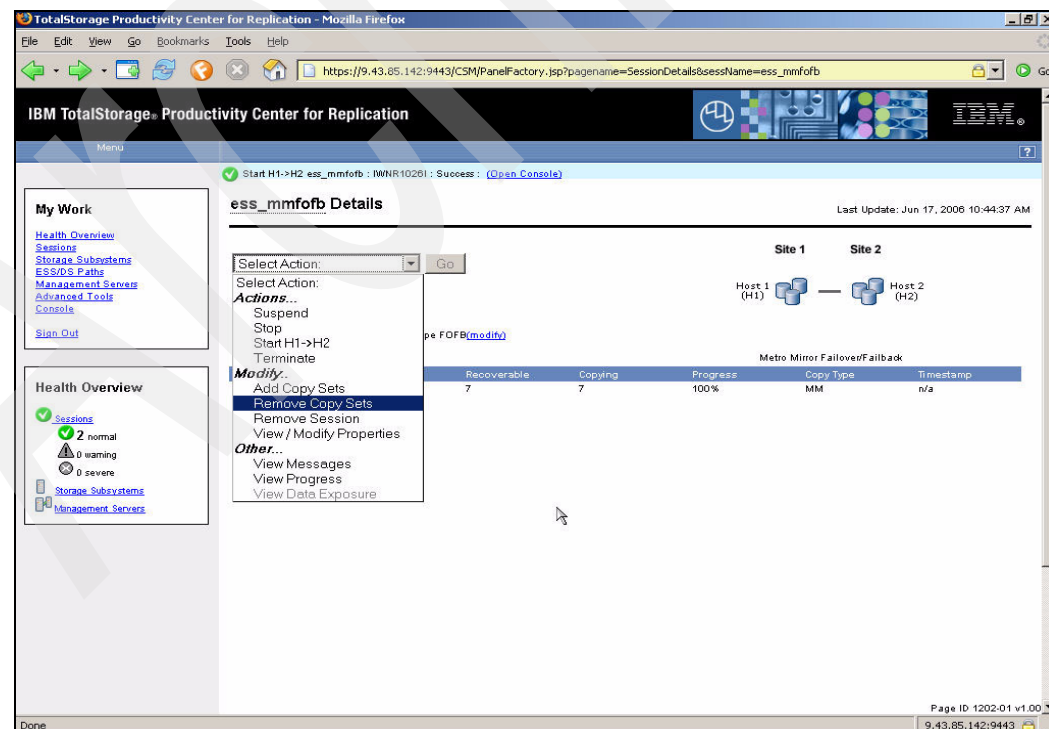 TotalStorage Productivity Center for Replication - Mozilla Firefox
File Edit View Go Bookmarks Tools Help
https://9.43.85.142:9443/CSM/PanelFactory.jsp?pagename=SessionDetails&sessName=ess_mmfofb
Go
IBM TotalStorage® Productivity Center for Replication
IBM®
Menu
?
Start H1->H2 ess_mmfofb : IWNR1026I : Success : (Open Console)
My Work
Health Overview
Sessions
Storage Subsystems
ESS/DS Paths
Management Servers
Advanced Tools
Console
Sign Out
Health Overview
Sessions
2 normal
0 warning
0 severe
Storage Subsystems
Management Servers
ess_mmfofb Details
Last Update: Jun 17, 2006 10:44:37 AM
Select Action:
Go
Select Action:
Actions...
Suspend
Stop
Start H1->H2
Terminate
Modify..
Add Copy Sets
Remove Copy Sets
Remove Session
View / Modify Properties
Other...
View Messages
View Progress
View Data Exposure
pe FOFB(modify)
Site 1 Site 2
Host 1 (H1)
Host 2 (H2)
Metro Mirror Failover/Failback
Recoverable Copying Progress Copy Type Timestamp
7 7 100% MM n/a
Page ID 1202-01 v1.00
Done
9.43.85.142:9443